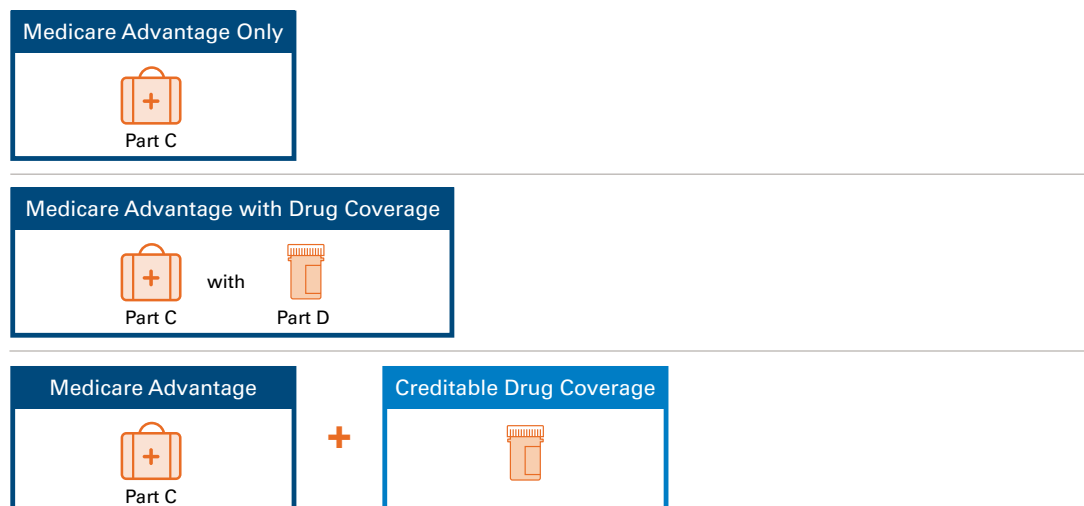 Medicare Advantage Only
Part C
Medicare Advantage with Drug Coverage
with
Part C Part D
Medicare Advantage + Creditable Drug Coverage
Part C